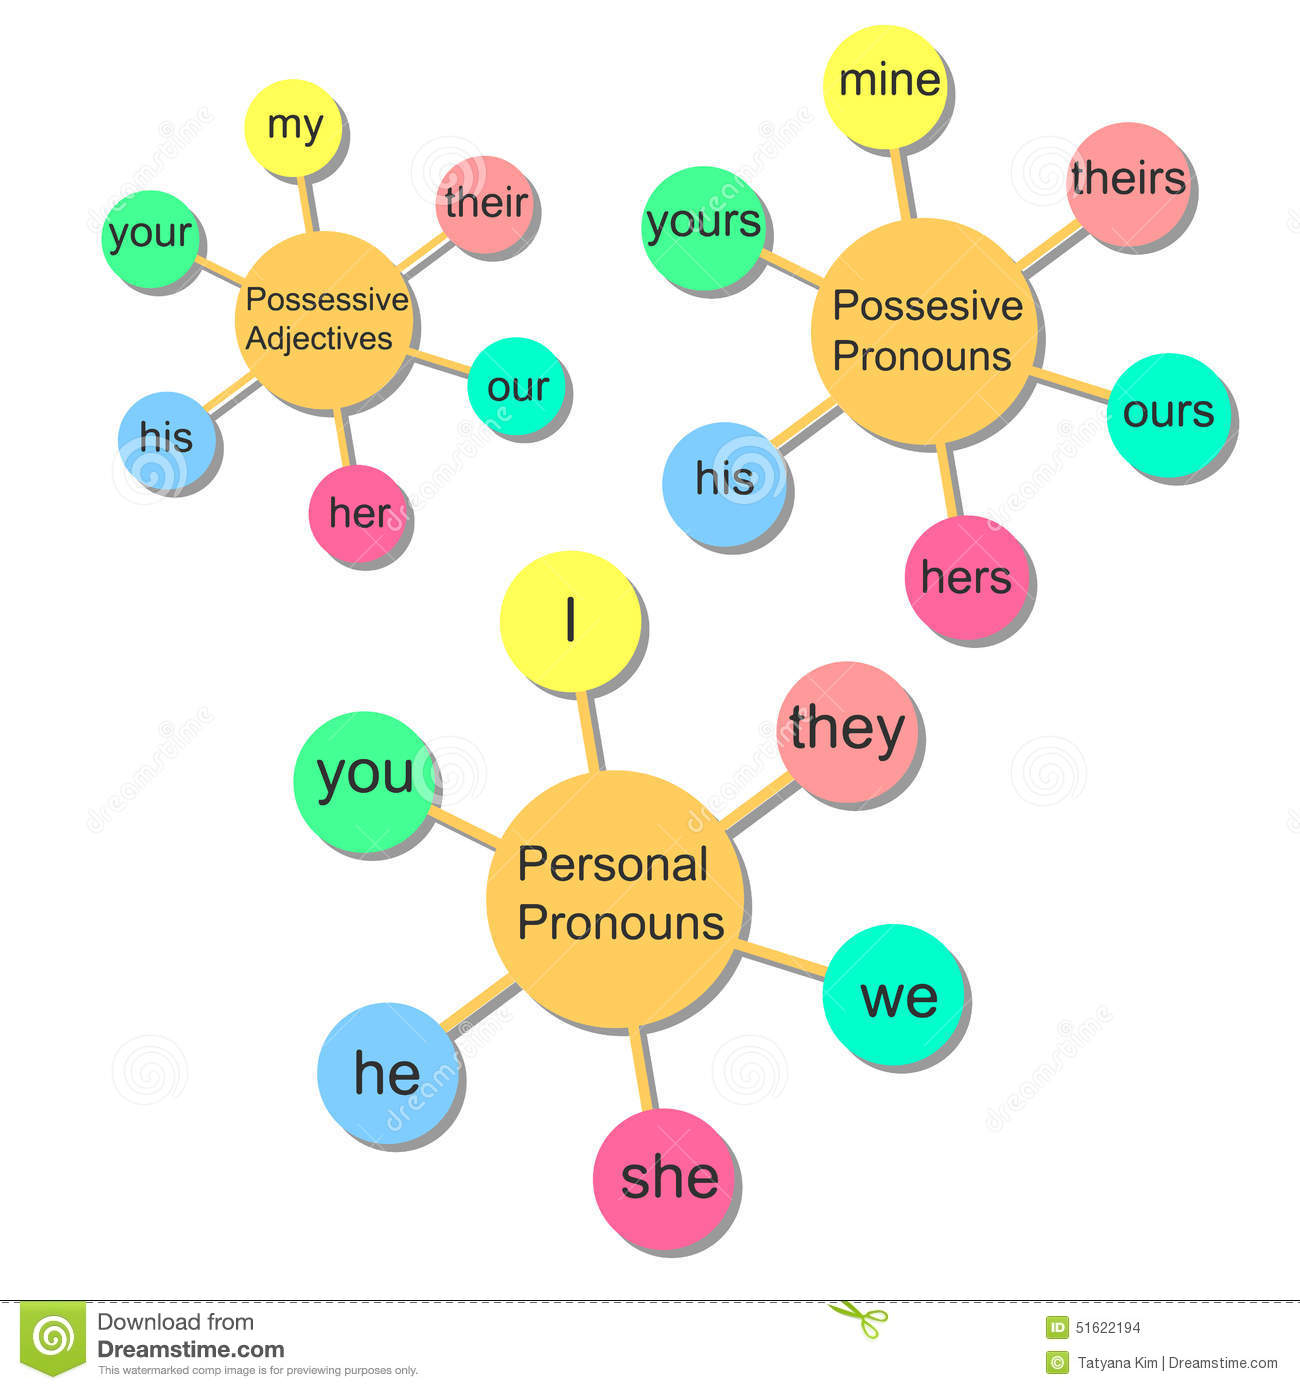 my
their
your
Possessive
Adjectives
our
his
her
mine
theirs
yours
Possesive
Pronouns
ours
his
hers
I
they
you
Personal
Pronouns
we
he
she
dreamstime
Download from
Dreamstime.com
This watermarked comp image is for previewing purposes only.
ID 51622194
© Tatyana Kim | Dreamstime.com